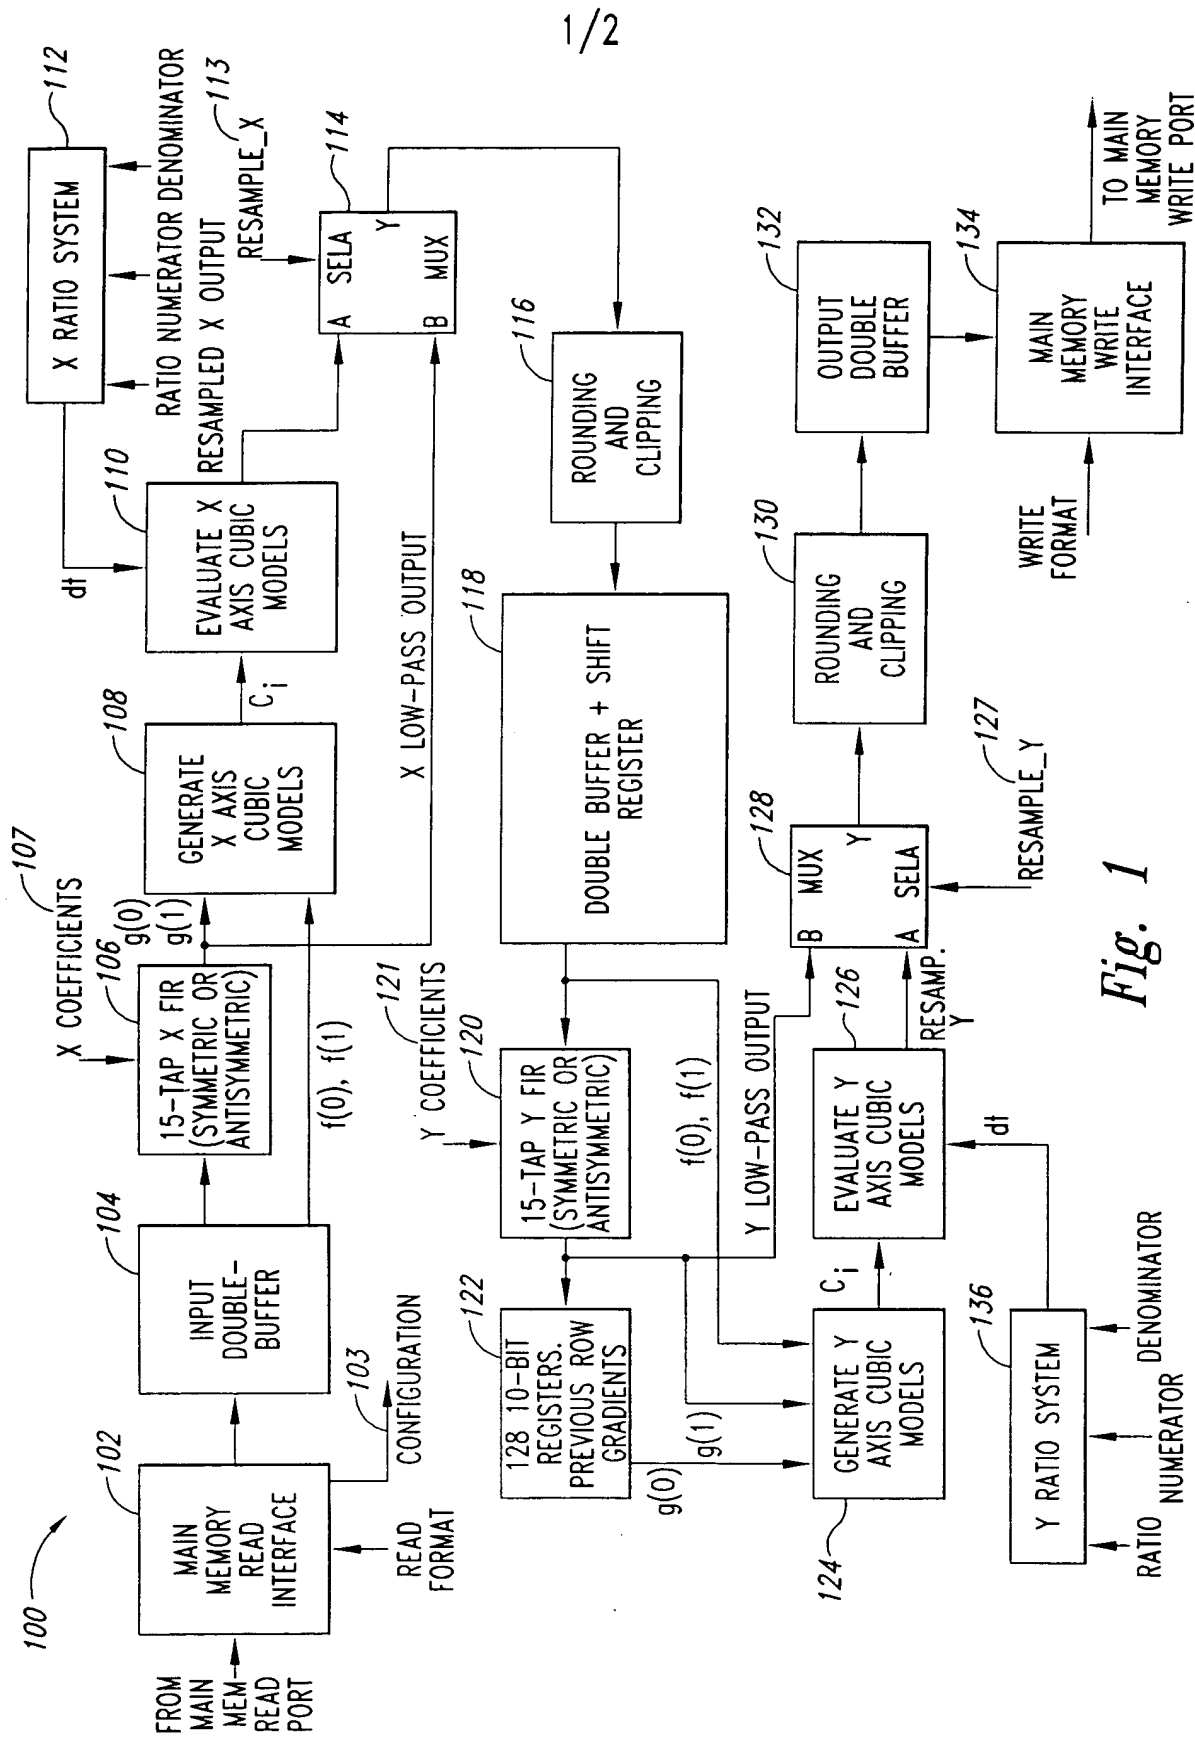 1/2
100
FROM
MAIN
MEM-
READ
PORT
102
MAIN
MEMORY
READ
INTERFACE
READ
FORMAT
103
CONFIGURATION
104
INPUT
DOUBLE-
BUFFER
107
X COEFFICIENTS
106
15-TAP X FIR
(SYMMETRIC OR
ANTISYMMETRIC)
g(0)
g(1)
f(0), f(1)
108
GENERATE
X AXIS
CUBIC
MODELS
Ci
110
EVALUATE X
AXIS CUBIC
MODELS
dt
112
X RATIO SYSTEM
RATIO NUMERATOR DENOMINATOR
RESAMPLED X OUTPUT
113
RESAMPLE_X
114
A SELA
Y
B MUX
X LOW-PASS OUTPUT
116
ROUNDING
AND
CLIPPING
118
DOUBLE BUFFER + SHIFT
REGISTER
121
Y COEFFICIENTS
120
15-TAP Y FIR
(SYMMETRIC OR
ANTISYMMETRIC)
122
128 10-BIT
REGISTERS.
PREVIOUS ROW
GRADIENTS
g(0)
g(1)
f(0), f(1)
Y LOW-PASS OUTPUT
124
GENERATE Y
AXIS CUBIC
MODELS
Ci
126
EVALUATE Y
AXIS CUBIC
MODELS
RESAMP.
Y
dt
136
Y RATIO SYSTEM
RATIO
NUMERATOR
DENOMINATOR
128
B MUX
Y
A SELA
127
RESAMPLE_Y
130
ROUNDING
AND
CLIPPING
132
OUTPUT
DOUBLE
BUFFER
134
MAIN
MEMORY
WRITE
INTERFACE
WRITE
FORMAT
TO MAIN
MEMORY
WRITE PORT
Fig. 1